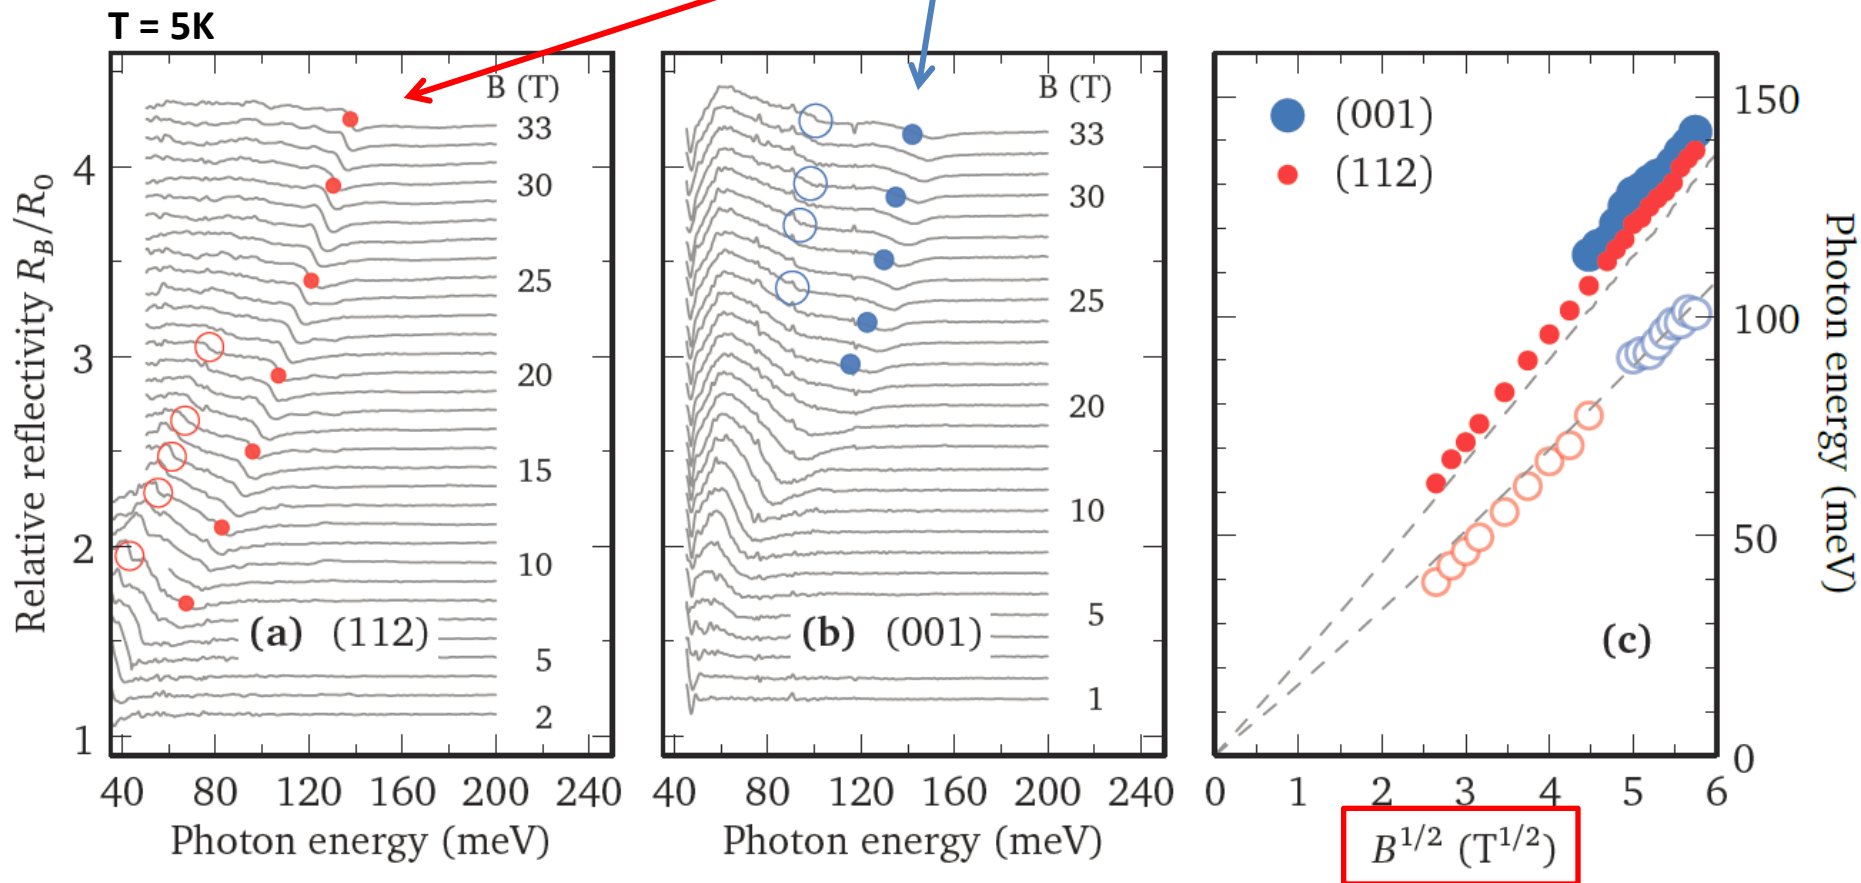 T = 5K
Relative reflectivity R_B/R_0
B (T)
33
30
25
20
15
10
5
2
4
3
2
1
(a) (112)
40 80 120 160 200 240
Photon energy (meV)
B (T)
33
30
25
20
10
5
1
(b) (001)
40 80 120 160 200 240
Photon energy (meV)
(001)
(112)
150
100
50
0
(c)
Photon energy (meV)
0 1 2 3 4 5 6
B^{1/2} (T^{1/2})